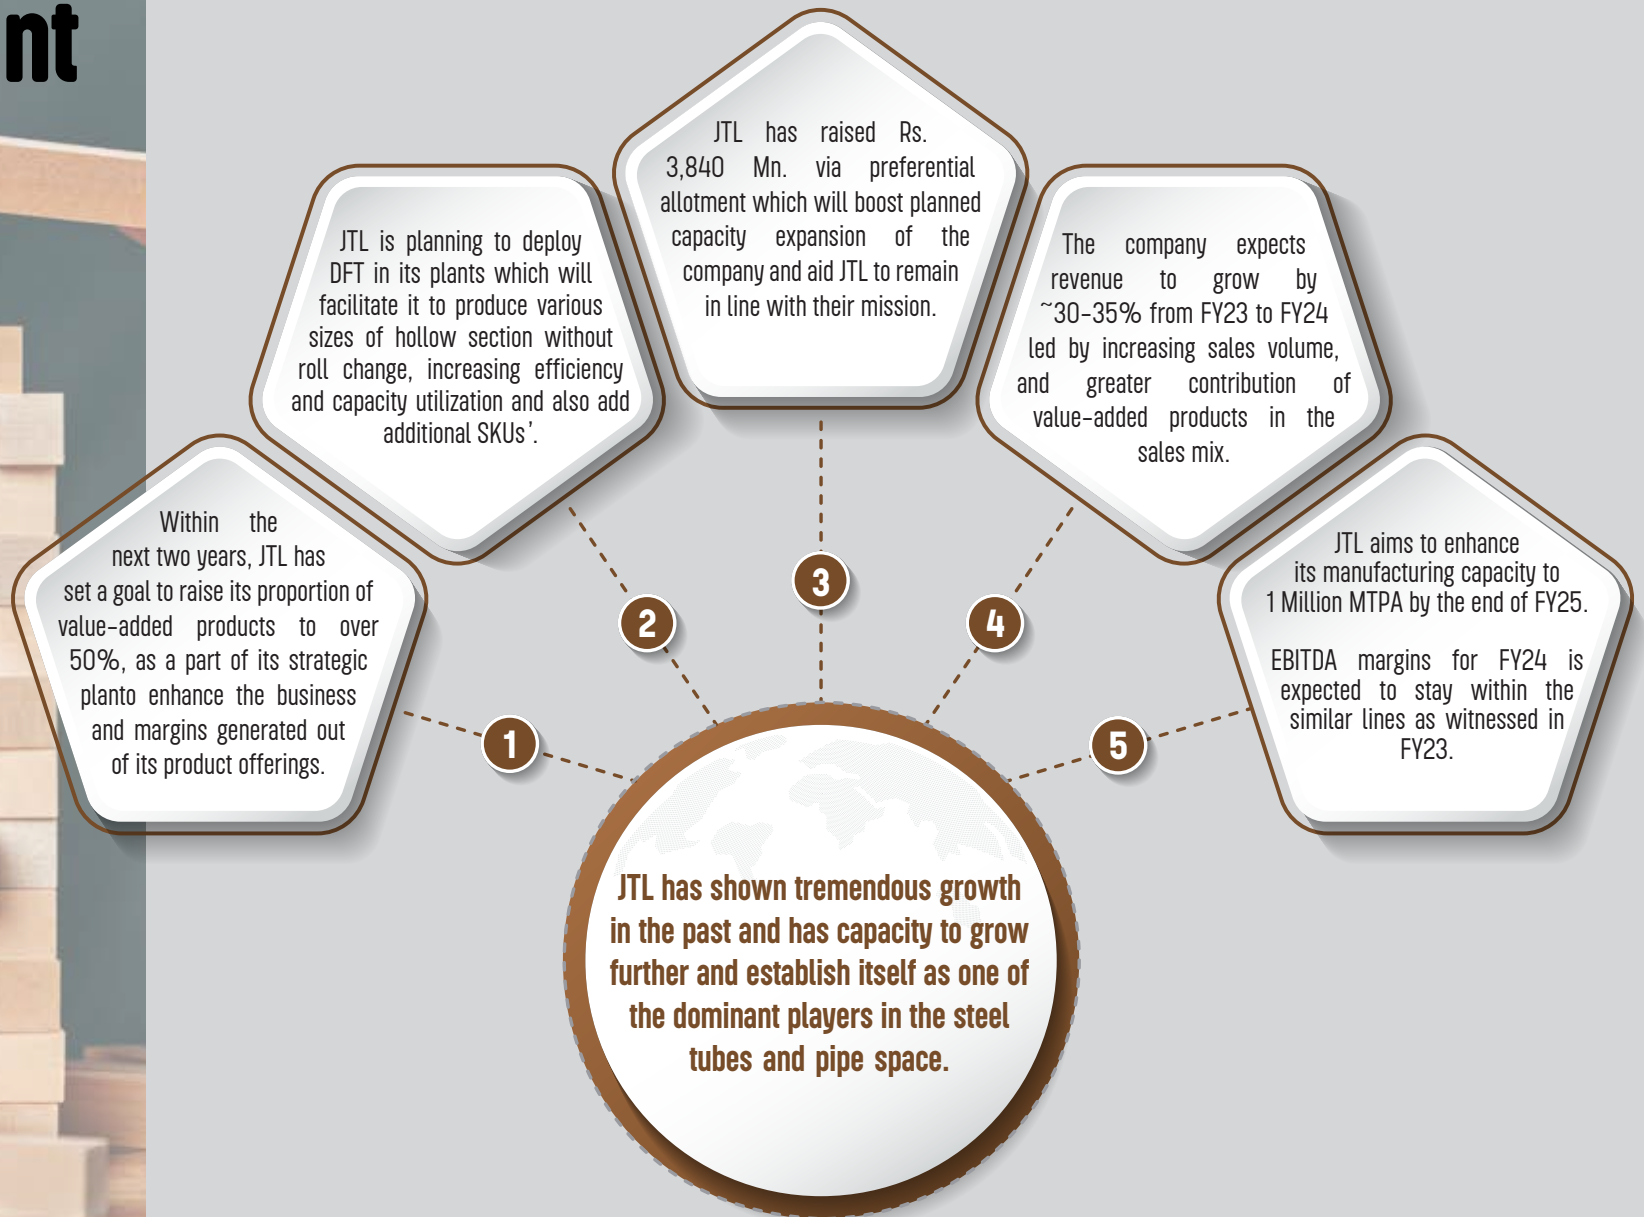 nt
Within the
next two years, JTL has
set a goal to raise its proportion of
value-added products to over
50%, as a part of its strategic
planto enhance the business
and margins generated out
of its product offerings.
JTL is planning to deploy
DFT in its plants which will
facilitate it to produce various
sizes of hollow section without
roll change, increasing efficiency
and capacity utilization and also add
additional SKUs'.
JTL has raised Rs.
3,840 Mn. via preferential
allotment which will boost planned
capacity expansion of the
company and aid JTL to remain
in line with their mission.
The company expects
revenue to grow by
~30-35% from FY23 to FY24
led by increasing sales volume,
and greater contribution of
value-added products in the
sales mix.
JTL aims to enhance
its manufacturing capacity to
1 Million MTPA by the end of FY25.
EBITDA margins for FY24 is
expected to stay within the
similar lines as witnessed in
FY23.
1
2
3
4
5
JTL has shown tremendous growth
in the past and has capacity to grow
further and establish itself as one of
the dominant players in the steel
tubes and pipe space.